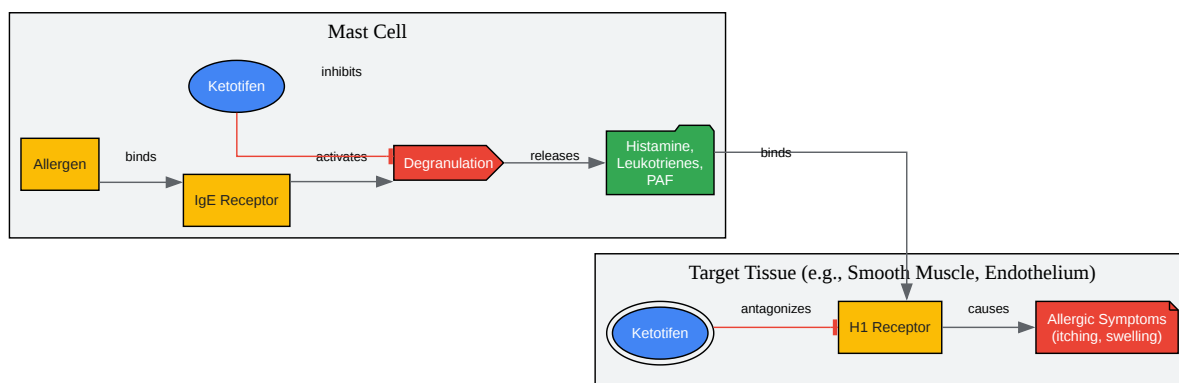 Mast Cell
Ketotifen
inhibits
Allergen
binds
IgE Receptor
activates
Degranulation
releases
Histamine,
Leukotrienes,
PAF
binds
Target Tissue (e.g., Smooth Muscle, Endothelium)
Ketotifen
antagonizes
H1 Receptor
causes
Allergic Symptoms
(itching, swelling)